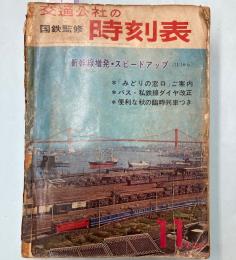 交通公社の
国鉄監修 時刻表
新幹線増発・スピードアップ
*「みどりの窓口」ご案内
*バス・私鉄線ダイヤ改正
*便利な秋の臨時列車つき
11